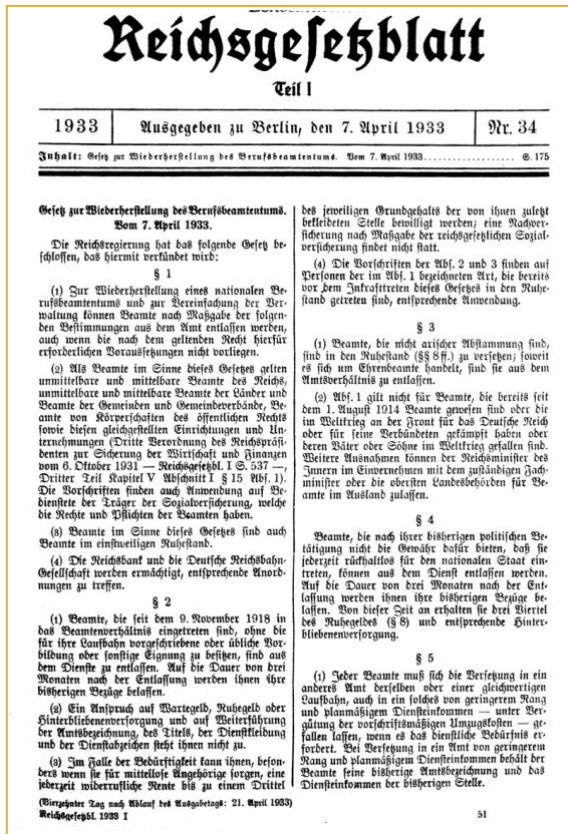 Reichsgesetzblatt
Teil I
1933
Ausgegeben zu Berlin, den 7. April 1933
Nr. 34
Inhalt: Gesetz zur Wiederherstellung des Berufsbeamtentums. Vom 7. April 1933 ..................... S. 175
Gesetz zur Wiederherstellung des Berufsbeamtentums.
Vom 7. April 1933.
Die Reichsregierung hat das folgende Gesetz be-
schlossen, das hiermit verkündet wird:
§ 1
(1) Zur Wiederherstellung eines nationalen Be-
rufsbeamtentums und zur Vereinfachung der Ver-
waltung können Beamte nach Maßgabe der folgen-
den Bestimmungen aus dem Amt entlassen werden,
auch wenn die nach dem geltenden Recht hierfür
erforderlichen Voraussetzungen nicht vorliegen.
(2) Als Beamte im Sinne dieses Gesetzes gelten
unmittelbare und mittelbare Beamte des Reichs,
unmittelbare und mittelbare Beamte der Länder und
Beamte der Gemeinden und Gemeindeverbände, Be-
amte von Körperschaften des öffentlichen Rechts
sowie diesen gleichgestellten Einrichtungen und Un-
ternehmungen (Dritte Verordnung des Reichspräsi-
denten zur Sicherung der Wirtschaft und Finanzen
vom 6. Oktober 1931 — Reichsgesetzbl. I S. 537 —,
Dritter Teil Kapitel V Abschnitt I § 15 Abs. 1).
Die Vorschriften finden auch Anwendung auf Be-
dienstete der Träger der Sozialversicherung, welche
die Rechte und Pflichten der Beamten haben.
(3) Beamte im Sinne dieses Gesetzes sind auch
Beamte im einstweiligen Ruhestand.
(4) Die Reichsbank und die Deutsche Reichsbahn-
Gesellschaft werden ermächtigt, entsprechende Anord-
nungen zu treffen.
§ 2
(1) Beamte, die seit dem 9. November 1918 in
das Beamtenverhältnis eingetreten sind, ohne die
für ihre Laufbahn vorgeschriebene oder übliche Vor-
bildung oder sonstige Eignung zu besitzen, sind aus
dem Dienste zu entlassen. Auf die Dauer von drei
Monaten nach der Entlassung werden ihnen ihre
bisherigen Bezüge belassen.
(2) Ein Anspruch auf Wartegeld, Ruhegeld oder
Hinterbliebenenversorgung und auf Weiterführung
der Amtsbezeichnung, des Titels, der Dienstkleidung
und der Dienstabzeichen steht ihnen nicht zu.
(3) Im Falle der Bedürftigkeit kann ihnen, beson-
ders wenn sie für mittellose Angehörige sorgen, eine
jederzeit widerrufliche Rente bis zu einem Drittel
des jeweiligen Grundgehalts der von ihnen zuletzt
bekleideten Stelle bewilligt werden; eine Nachver-
sicherung nach Maßgabe der reichsgesetzlichen Sozial-
versicherung findet nicht statt.
(4) Die Vorschriften der Abs. 2 und 3 finden auf
Personen der im Abs. 1 bezeichneten Art, die bereits
vor dem Inkrafttreten dieses Gesetzes in den Ruhe-
stand getreten sind, entsprechende Anwendung.
§ 3
(1) Beamte, die nicht arischer Abstammung sind,
sind in den Ruhestand (§§ 8 ff.) zu versetzen; soweit
es sich um Ehrenbeamte handelt, sind sie aus dem
Amtsverhältnis zu entlassen.
(2) Abs. 1 gilt nicht für Beamte, die bereits seit
dem 1. August 1914 Beamte gewesen sind oder die
im Weltkrieg an der Front für das Deutsche Reich
oder für seine Verbündeten gekämpft haben oder
deren Väter oder Söhne im Weltkrieg gefallen sind.
Weitere Ausnahmen können der Reichsminister des
Innern im Einvernehmen mit dem zuständigen Fach-
minister oder die obersten Landesbehörden für Be-
amte im Ausland zulassen.
§ 4
Beamte, die nach ihrer bisherigen politischen Be-
tätigung nicht die Gewähr dafür bieten, daß sie
jederzeit rückhaltlos für den nationalen Staat ein-
treten, können aus dem Dienst entlassen werden.
Auf die Dauer von drei Monaten nach der Ent-
lassung werden ihnen ihre bisherigen Bezüge be-
lassen. Von dieser Zeit an erhalten sie drei Viertel
des Ruhegeldes (§ 8) und entsprechende Hinter-
bliebenenversorgung.
§ 5
(1) Jeder Beamte muß sich die Versetzung in ein
anderes Amt derselben oder einer gleichwertigen
Laufbahn, auch in ein solches von geringerem Rang
und planmäßigem Diensteinkommen — unter Ver-
gütung der vorschriftsmäßigen Umzugskosten — ge-
fallen lassen, wenn es das dienstliche Bedürfnis er-
fordert. Bei Versetzung in ein Amt von geringerem
Rang und planmäßigem Diensteinkommen behält der
Beamte seine bisherige Amtsbezeichnung und das
Diensteinkommen der bisherigen Stelle.
(Vierzehnter Tag nach Ablauf des Ausgabetags: 21. April 1933)
Reichsgesetzbl. 1933 I
51